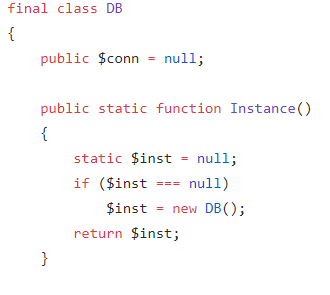 final class DB
{
    public $conn = null;

    public static function Instance()
    {
        static $inst = null;
        if ($inst === null)
            $inst = new DB();
        return $inst;
    }